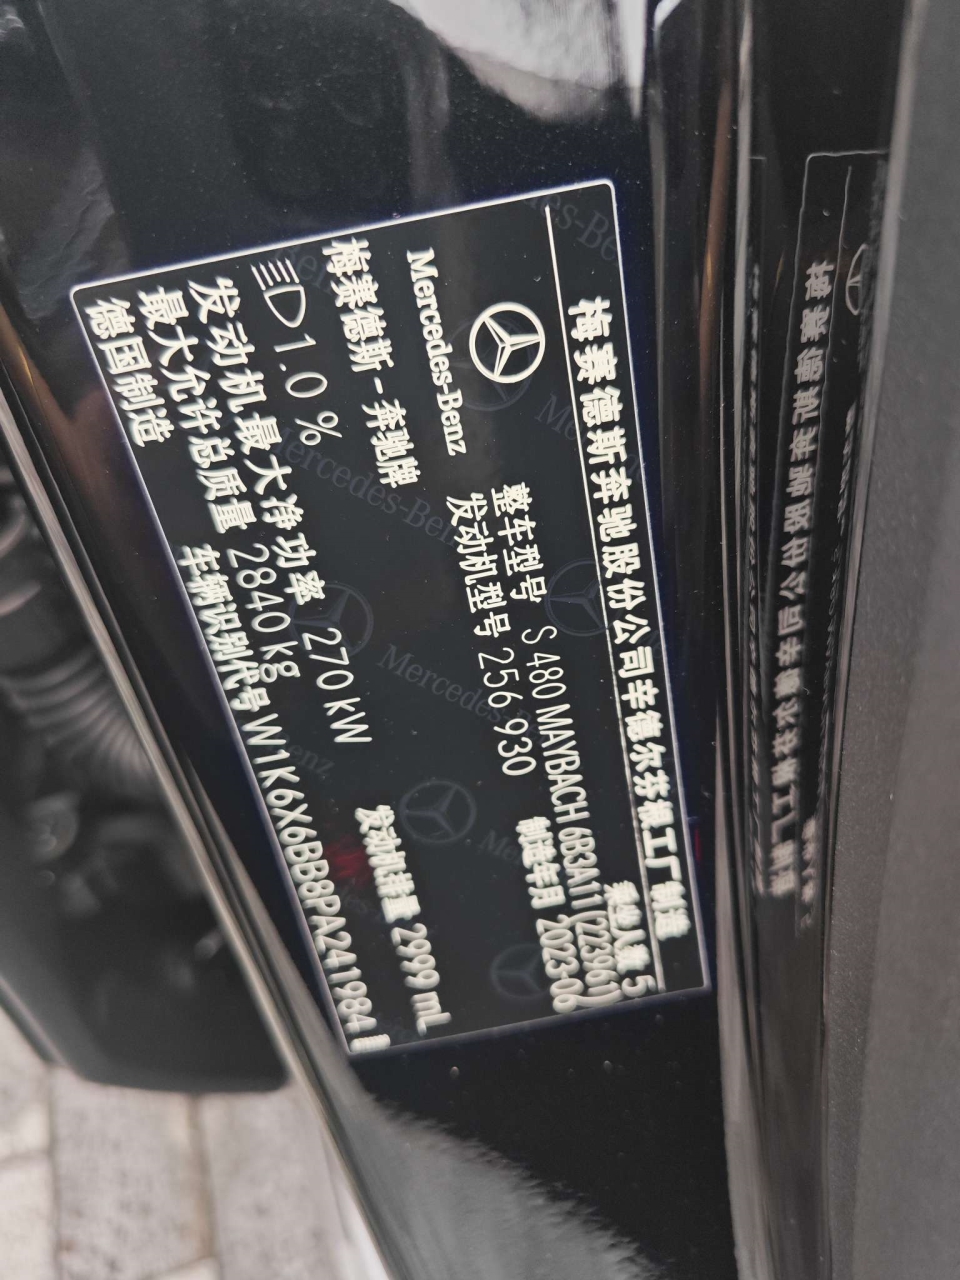 梅赛德斯奔驰股份公司辛德尔芬根工厂制造
乘坐人数 5
Mercedes-Benz
整车型号 S 480 MAYBACH 6B3A11 (223961)
发动机型号 256 930
制造年月 2023-06
梅赛德斯-奔驰牌
1.0 %
发动机排量 2999 mL
发动机最大净功率 270 kW
最大允许总质量 2840 kg
德国制造
车辆识别代号 W1K6X6BB8PA241984